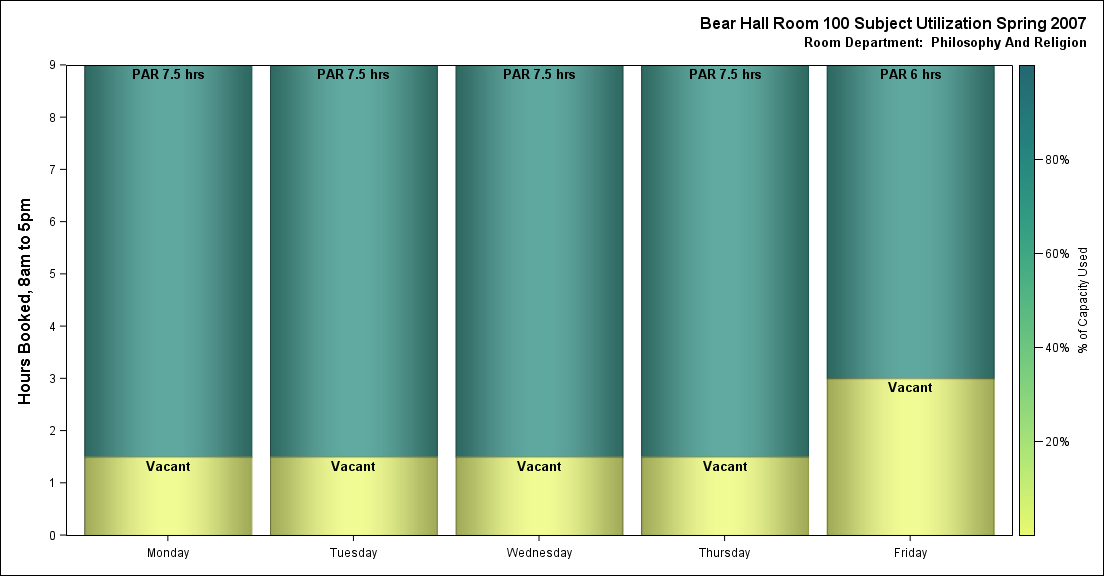 Bear Hall Room 100 Subject Utilization Spring 2007
Room Department:  Philosophy And Religion
Hours Booked, 8am to 5pm
9
8
7
6
5
4
3
2
1
0
PAR 7.5 hrs
PAR 7.5 hrs
PAR 7.5 hrs
PAR 7.5 hrs
PAR 6 hrs
Vacant
Vacant
Vacant
Vacant
Vacant
Monday
Tuesday
Wednesday
Thursday
Friday
80%
60%
40%
20%
% of Capacity Used